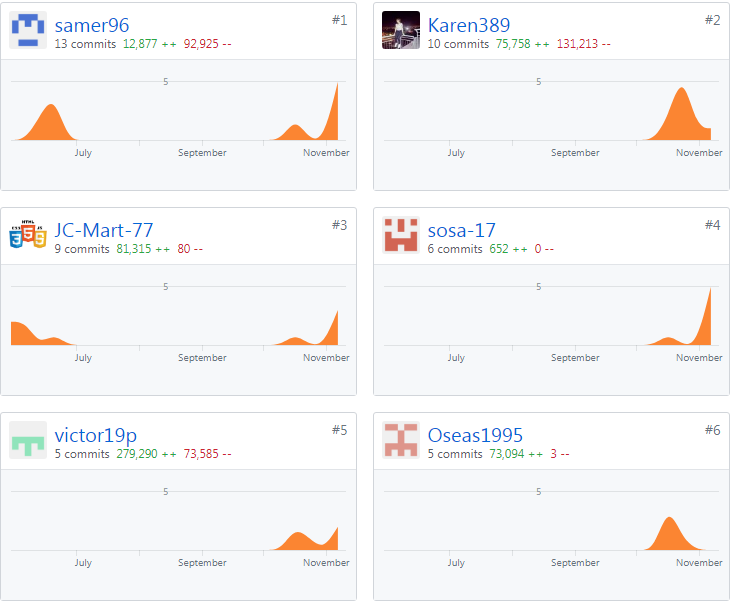 samer96 #1
13 commits 12,877 ++ 92,925 --
5
July September November
Karen389 #2
10 commits 75,758 ++ 131,213 --
5
July September November
HTML
CSS JS
JC-Mart-77 #3
9 commits 81,315 ++ 80 --
5
July September November
sosa-17 #4
6 commits 652 ++ 0 --
5
July September November
victor19p #5
5 commits 279,290 ++ 73,585 --
5
July September November
Oseas1995 #6
5 commits 73,094 ++ 3 --
5
July September November